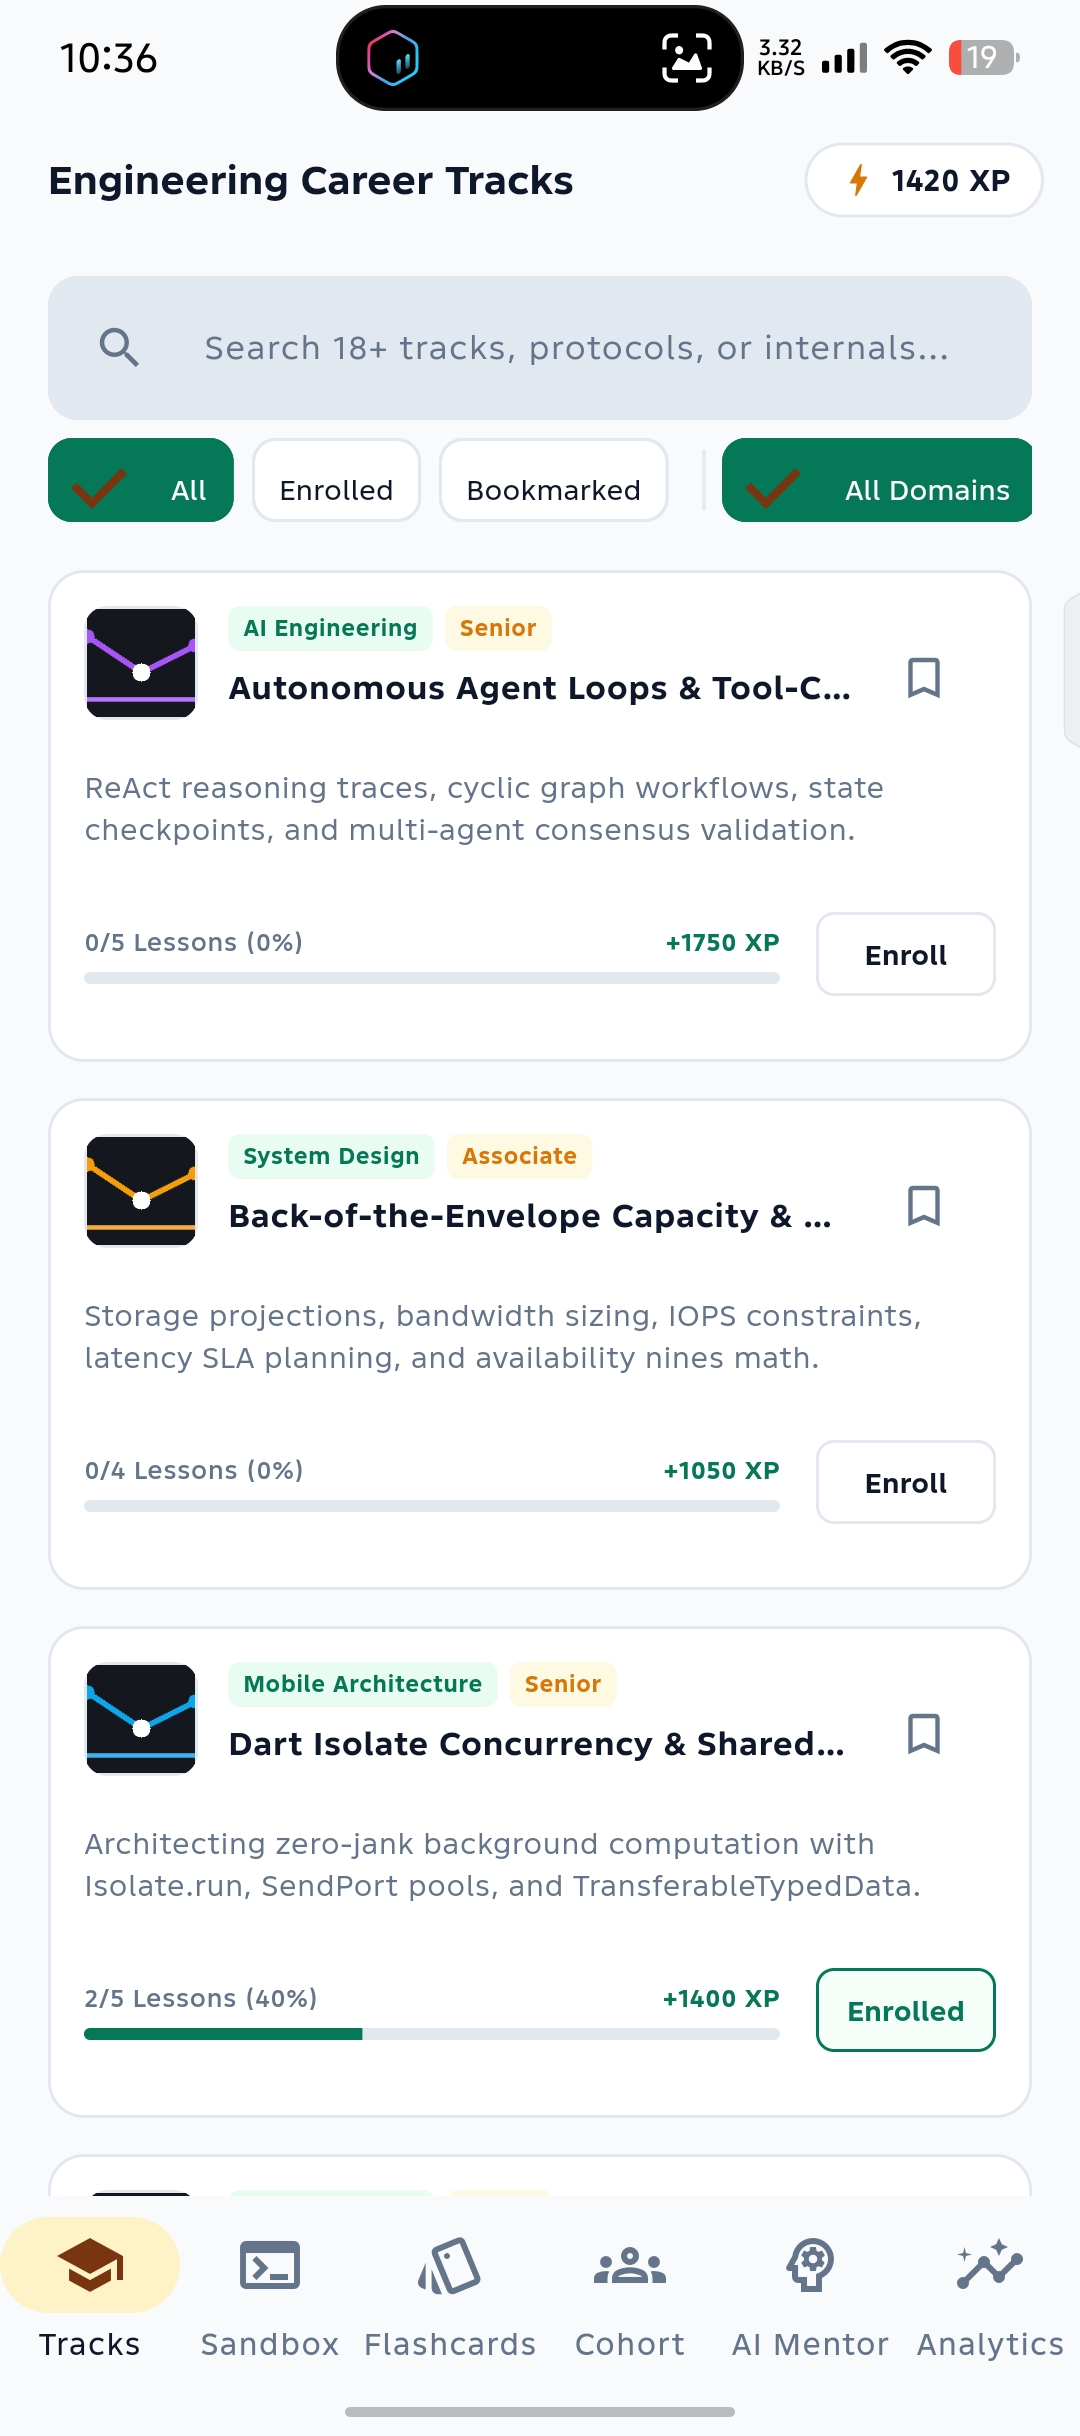 10:36
3.32
KB/S
19
Engineering Career Tracks
1420 XP
Search 18+ tracks, protocols, or internals...
All
Enrolled
Bookmarked
All Domains
AI Engineering
Senior
Autonomous Agent Loops & Tool-C...
ReAct reasoning traces, cyclic graph workflows, state
checkpoints, and multi-agent consensus validation.
0/5 Lessons (0%)
+1750 XP
Enroll
System Design
Associate
Back-of-the-Envelope Capacity & ...
Storage projections, bandwidth sizing, IOPS constraints,
latency SLA planning, and availability nines math.
0/4 Lessons (0%)
+1050 XP
Enroll
Mobile Architecture
Senior
Dart Isolate Concurrency & Shared...
Architecting zero-jank background computation with
Isolate.run, SendPort pools, and TransferableTypedData.
2/5 Lessons (40%)
+1400 XP
Enrolled
Tracks
Sandbox
Flashcards
Cohort
AI Mentor
Analytics